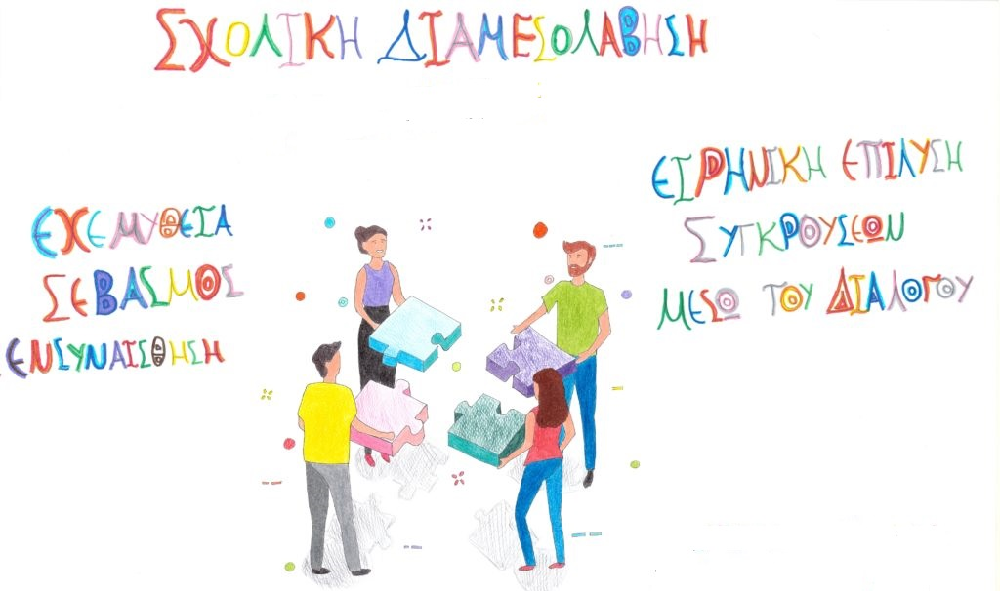 ΣΧΟΛΙΚΗ ΔΙΑΜΕΣΟΛΑΒΗΣΗ
ΕΧΕΜΥΘΕΙΑ
ΣΕΒΑΣΜΟΣ
ΕΝΣΥΝΑΙΣΘΗΣΗ
ΕΙΡΗΝΙΚΗ ΕΠΙΛΥΣΗ
ΣΥΓΚΡΟΥΣΕΩΝ
ΜΕΣΩ ΤΟΥ ΔΙΑΛΟΓΟΥ